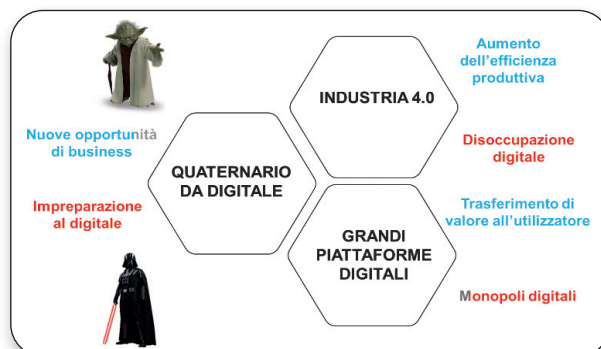 Nuove opportunità
di business
Impreparazione
al digitale
QUATERNARIO
DA DIGITALE
INDUSTRIA 4.0
GRANDI
PIATTAFORME
DIGITALI
Aumento
dell'efficienza
produttiva
Disoccupazione
digitale
Trasferimento di
valore all'utilizzatore
Monopoli digitali